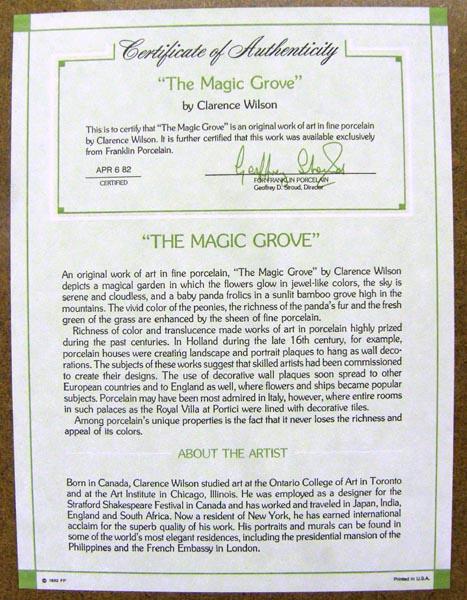 Certificate of Authenticity
“The Magic Grove”
by Clarence Wilson
This is to certify that “The Magic Grove” is an original work of art in fine porcelain
by Clarence Wilson. It is further certified that this work was available exclusively
from Franklin Porcelain.
APR 6 82
CERTIFIED
FOR FRANKLIN PORCELAIN
Geoffrey D. Stroud, Director
“THE MAGIC GROVE”
An original work of art in fine porcelain, “The Magic Grove” by Clarence Wilson
depicts a magical garden in which the flowers glow in jewel-like colors, the sky is
serene and cloudless, and a baby panda frolics in a sunlit bamboo grove high in the
mountains. The vivid color of the peonies, the richness of the panda’s fur and the fresh
green of the grass are enhanced by the sheen of fine porcelain.
Richness of color and translucence made works of art in porcelain highly prized
during the past centuries. In Holland during the late 16th century, for example,
porcelain houses were creating landscape and portrait plaques to hang as wall decor-
ations. The subjects of these works suggest that skilled artists had been commissioned
to create their designs. The use of decorative wall plaques soon spread to other
European countries and to England as well, where flowers and ships became popular
subjects. Porcelain may have been most admired in Italy, however, where entire rooms
in such palaces as the Royal Villa at Portici were lined with decorative tiles.
Among porcelain’s unique properties is the fact that it never loses the richness and
appeal of its colors.
ABOUT THE ARTIST
Born in Canada, Clarence Wilson studied art at the Ontario College of Art in Toronto
and at the Art Institute in Chicago, Illinois. He was employed as a designer for the
Stratford Shakespeare Festival in Canada and has worked and traveled in Japan, India,
England and South Africa. Now a resident of New York, he has earned international
acclaim for the superb quality of his work. His portraits and murals can be found in
some of the world’s most elegant residences, including the presidential mansion of the
Philippines and the French Embassy in London.
© 1982 FP
Printed in U.S.A.